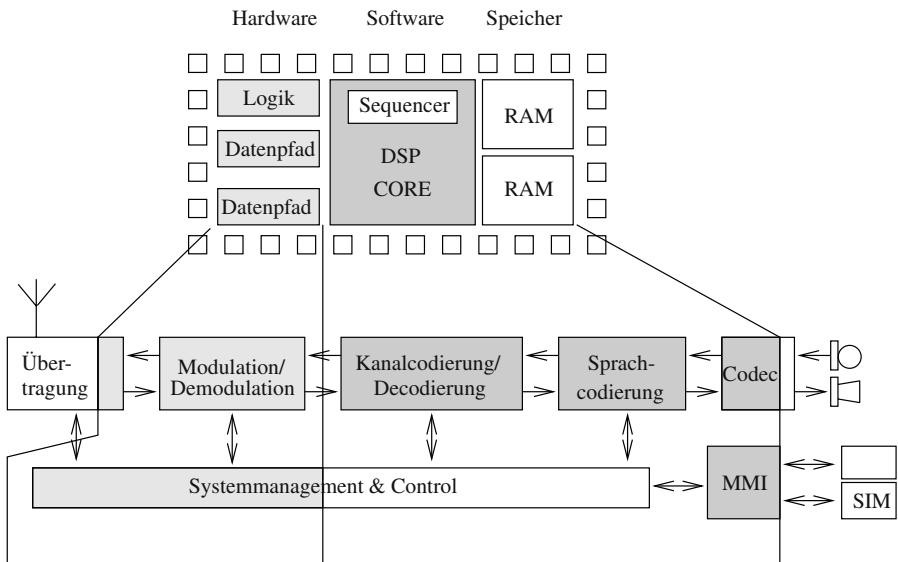 Hardware
Software
Speicher
Logik
Sequencer
RAM
Datenpfad
DSP
CORE
RAM
Datenpfad
Über-
tragung
Modulation/
Demodulation
Kanalcodierung/
Decodierung
Sprach-
codierung
Codec
Systemmanagement & Control
MMI
SIM